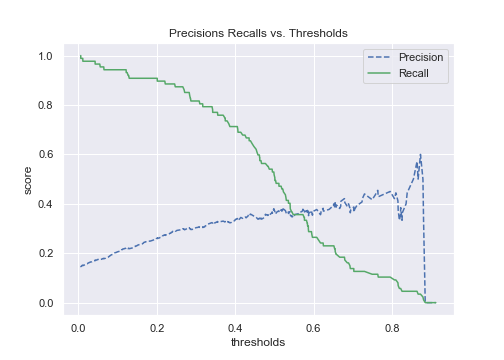 Precisions Recalls vs. Thresholds
Precision
Recall
1.0
0.8
0.6
0.4
0.2
0.0
score
0.0 0.2 0.4 0.6 0.8
thresholds